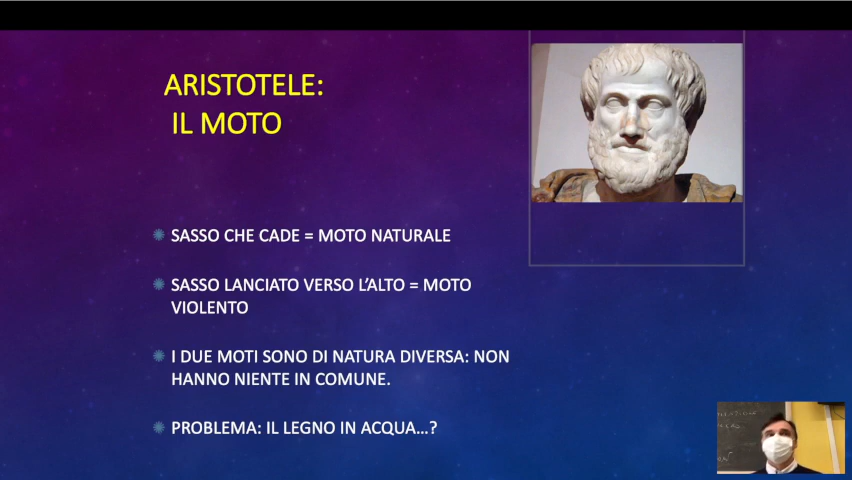 ARISTOTELE:
IL MOTO
SASSO CHE CADE = MOTO NATURALE
SASSO LANCIATO VERSO L'ALTO = MOTO
VIOLENTO
I DUE MOTI SONO DI NATURA DIVERSA: NON
HANNO NIENTE IN COMUNE.
PROBLEMA: IL LEGNO IN ACQUA...?